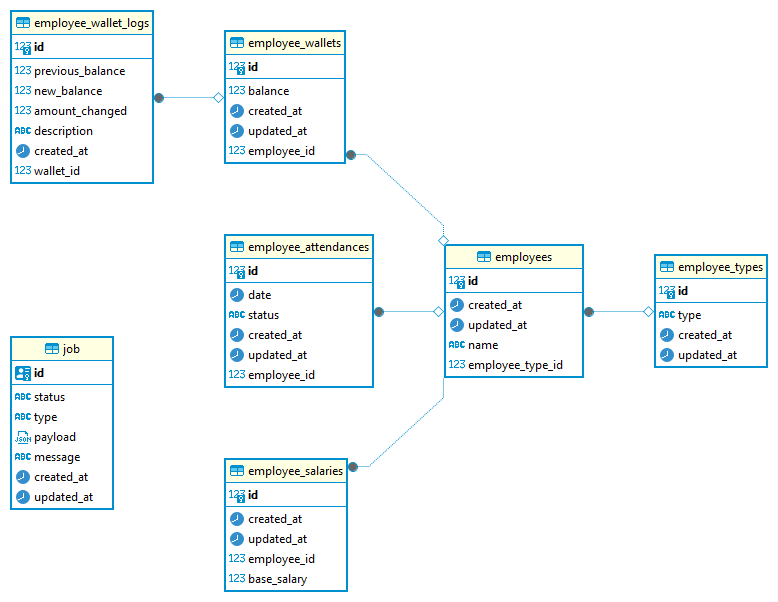 employee_wallet_logs
123 id
123 previous_balance
123 new_balance
123 amount_changed
ABC description
created_at
123 wallet_id
employee_wallets
123 id
123 balance
created_at
updated_at
123 employee_id
employee_attendances
123 id
date
ABC status
created_at
updated_at
123 employee_id
employees
123 id
created_at
updated_at
ABC name
123 employee_type_id
employee_types
123 id
ABC type
created_at
updated_at
job
id
ABC status
ABC type
JSON payload
ABC message
created_at
updated_at
employee_salaries
123 id
created_at
updated_at
123 employee_id
123 base_salary